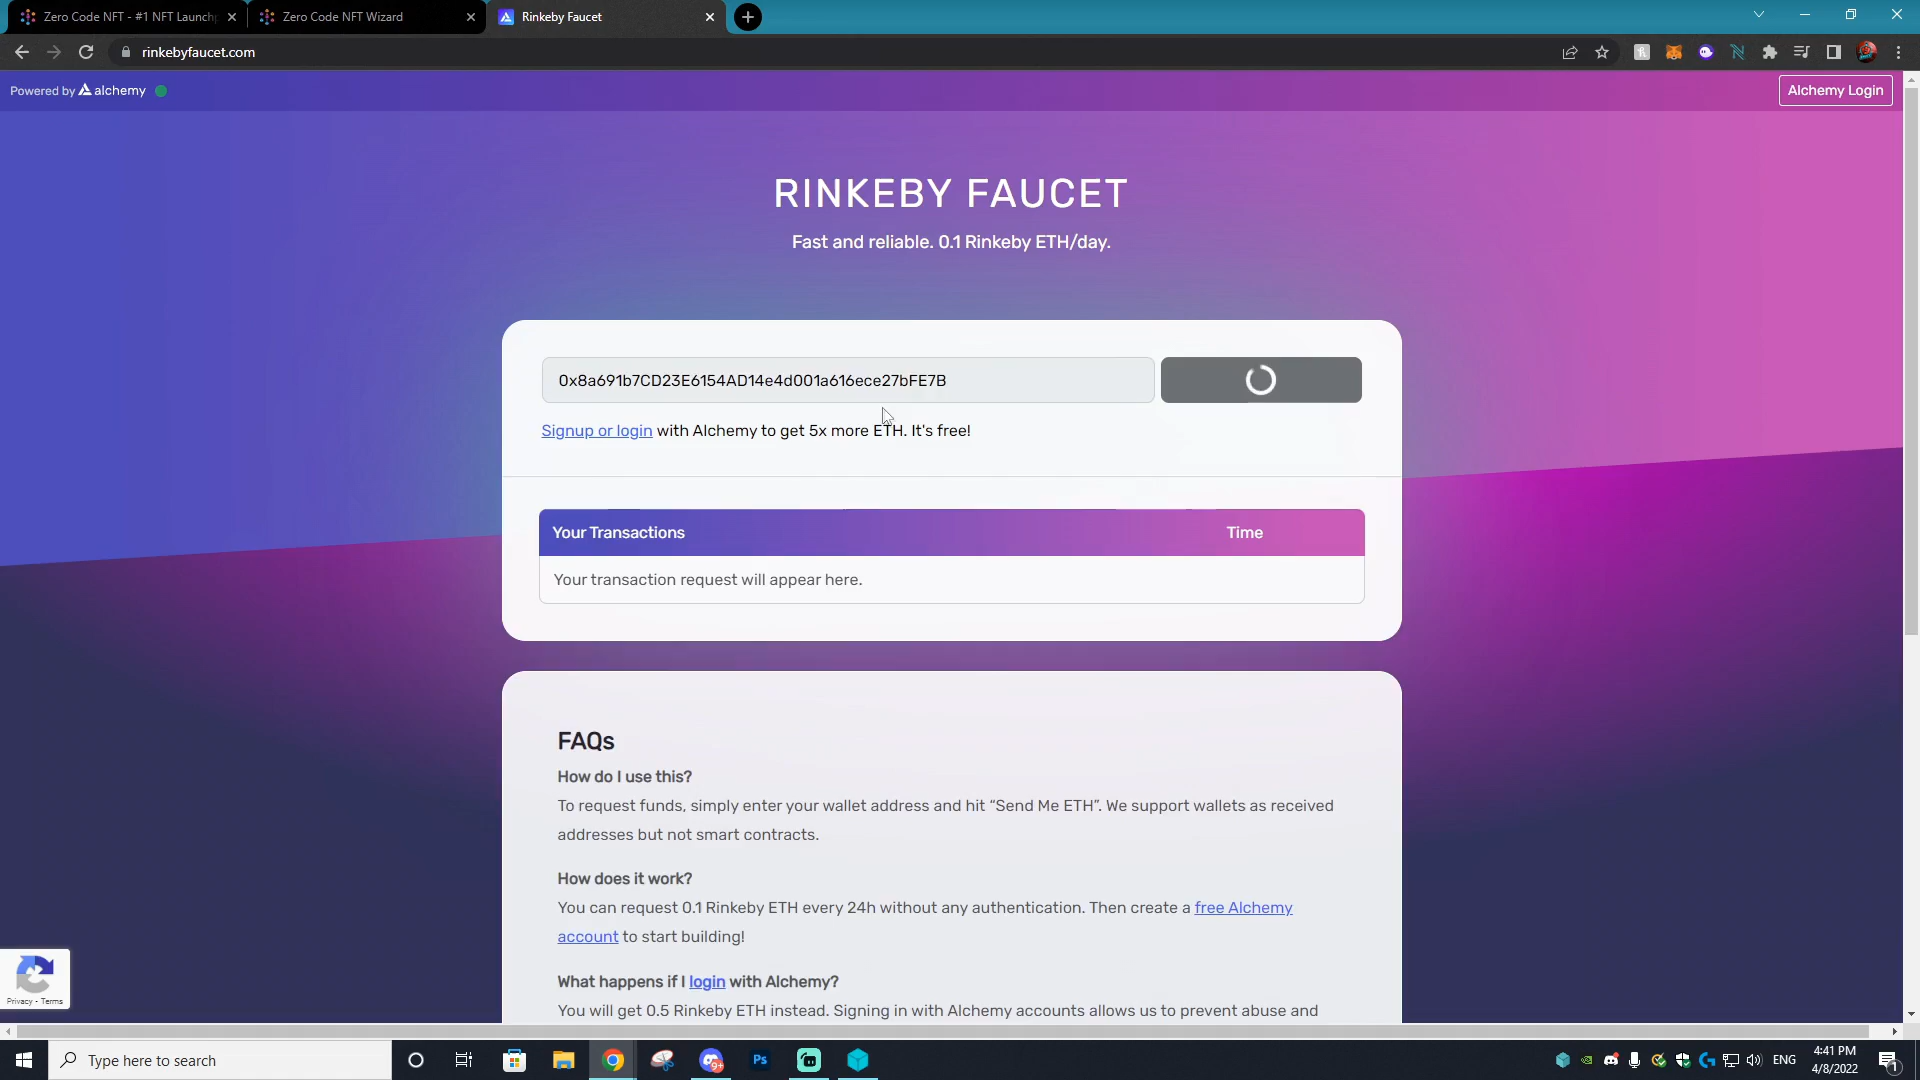 Zero Code NFT - #1 NFT Launchp
Zero Code NFT Wizard
Rinkeby Faucet
rinkebyfaucet.com
Powered by alchemy
Alchemy Login
RINKEBY FAUCET
Fast and reliable. 0.1 Rinkeby ETH/day.
0x8a691b7CD23E6154AD14e4d001a616ece27bFE7B
Signup or login with Alchemy to get 5x more ETH. It's free!
Your Transactions Time
Your transaction request will appear here.
FAQs
How do I use this?
To request funds, simply enter your wallet address and hit “Send Me ETH”. We support wallets as received
addresses but not smart contracts.
How does it work?
You can request 0.1 Rinkeby ETH every 24h without any authentication. Then create a free Alchemy
account to start building!
What happens if I login with Alchemy?
You will get 0.5 Rinkeby ETH instead. Signing in with Alchemy accounts allows us to prevent abuse and
Privacy - Terms
Type here to search
9+
Ps
ENG
4:41 PM
4/8/2022
1